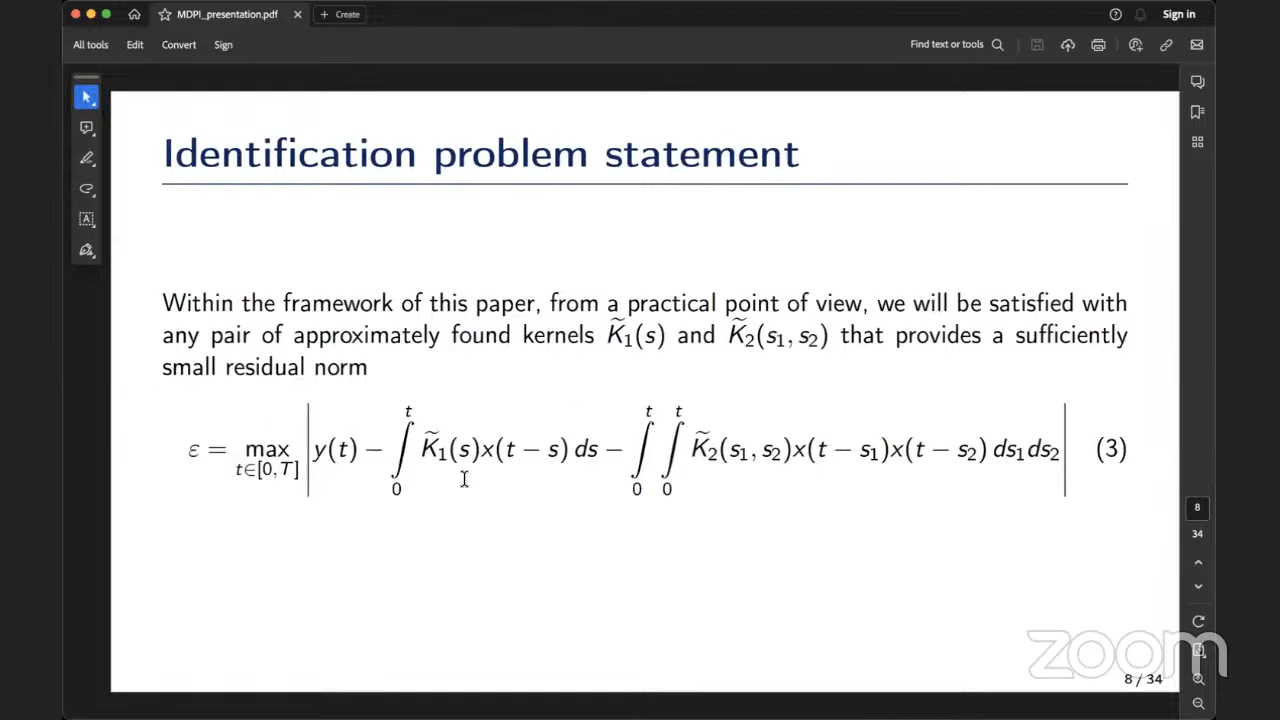 MDPI_presentation.pdf
Create
Sign in
All tools
Edit
Convert
Sign
Find text or tools
Identification problem statement
Within the framework of this paper, from a practical point of view, we will be satisfied with
any pair of approximately found kernels K̃₁(s) and K̃₂(s₁, s₂) that provides a sufficiently
small residual norm
ε = max_{t∈[0,T]} | y(t) − ∫₀ᵗ K̃₁(s)x(t − s) ds − ∫₀ᵗ ∫₀ᵗ K̃₂(s₁, s₂)x(t − s₁)x(t − s₂) ds₁ds₂ | (3)
8
34
zoom
8 / 34